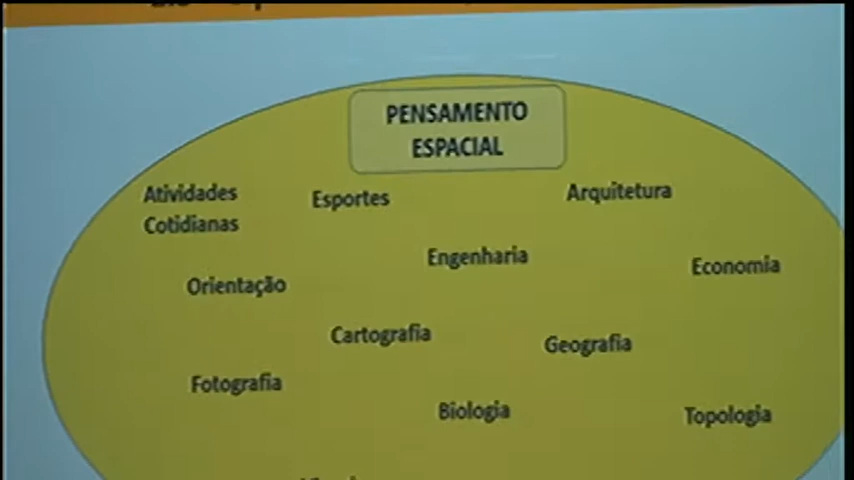 PENSAMENTO
ESPACIAL
Atividades
Cotidianas
Esportes
Arquitetura
Engenharia
Economia
Orientação
Cartografia
Geografia
Fotografia
Biologia
Topologia